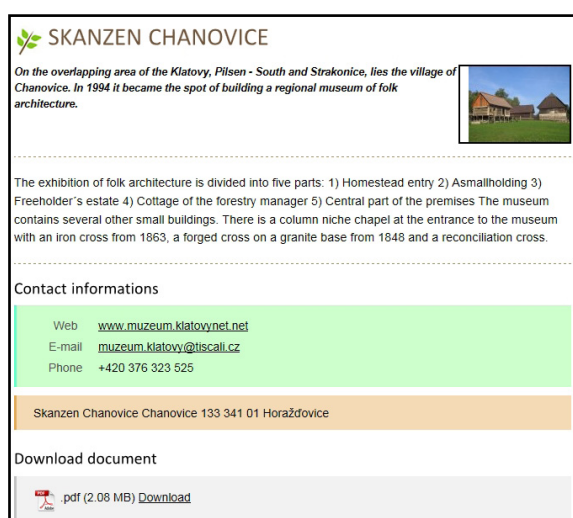 SKANZEN CHANOVICE
On the overlapping area of the Klatovy, Pilsen - South and Strakonice, lies the village of
Chanovice. In 1994 it became the spot of building a regional museum of folk
architecture.
The exhibition of folk architecture is divided into five parts: 1) Homestead entry 2) Asmallholding 3)
Freeholder´s estate 4) Cottage of the forestry manager 5) Central part of the premises The museum
contains several other small buildings. There is a column niche chapel at the entrance to the museum
with an iron cross from 1863, a forged cross on a granite base from 1848 and a reconciliation cross.
Contact informations
Web www.muzeum.klatovynet.net
E-mail muzeum.klatovy@tiscali.cz
Phone +420 376 323 525
Skanzen Chanovice Chanovice 133 341 01 Horažďovice
Download document
PDF
Adobe
.pdf (2.08 MB) Download